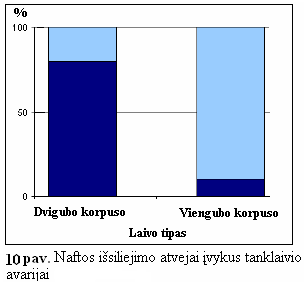 %
100
50
0
Dvigubo korpuso Viengubo korpuso
Laivo tipas
10 pav. Naftos išsiliejimo atvejai įvykus tanklaivio
avarijai